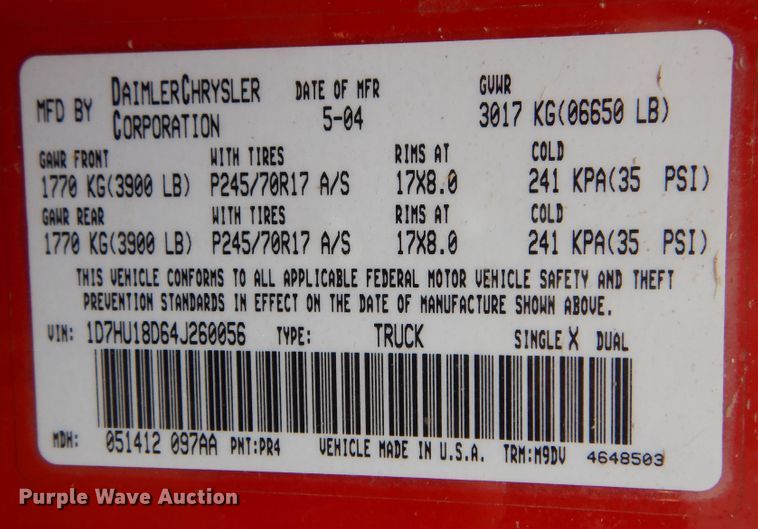 MFD BY DAIMLERCHRYSLER CORPORATION DATE OF MFR 5-04 GVWR 3017 KG(06650 LB)
GAWR FRONT WITH TIRES RIMS AT COLD
1770 KG(3900 LB) P245/70R17 A/S 17X8.0 241 KPA(35 PSI)
GAWR REAR WITH TIRES RIMS AT COLD
1770 KG(3900 LB) P245/70R17 A/S 17X8.0 241 KPA(35 PSI)
THIS VEHICLE CONFORMS TO ALL APPLICABLE FEDERAL MOTOR VEHICLE SAFETY AND THEFT
PREVENTION STANDARDS IN EFFECT ON THE DATE OF MANUFACTURE SHOWN ABOVE.
VIN: 1D7HU18D64J260056 TYPE: TRUCK SINGLE X DUAL
MDH: 051412 097AA PNT:PR4 VEHICLE MADE IN U.S.A. TRM:M9DV 4648503
Purple Wave Auction